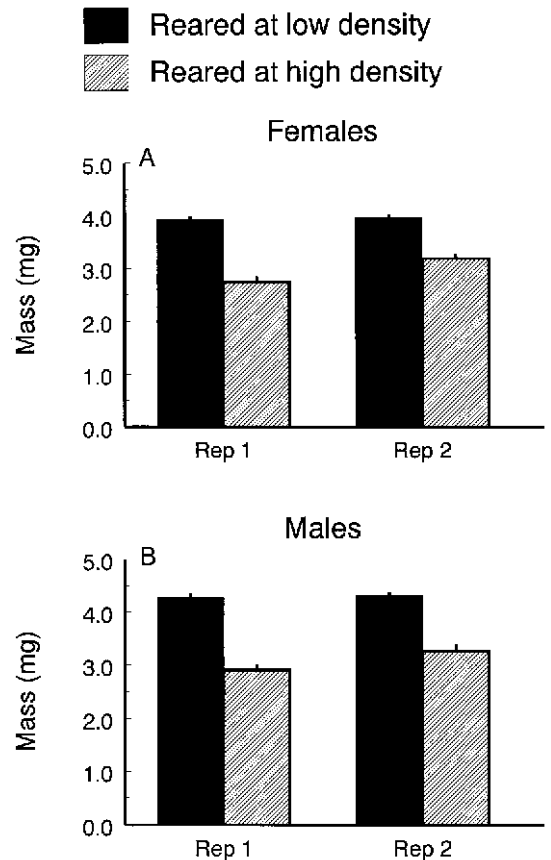 Reared at low density
Reared at high density
Females
A
5.0
4.0
3.0
2.0
1.0
0.0
Mass (mg)
Rep 1 Rep 2
Males
B
5.0
4.0
3.0
2.0
1.0
0.0
Mass (mg)
Rep 1 Rep 2